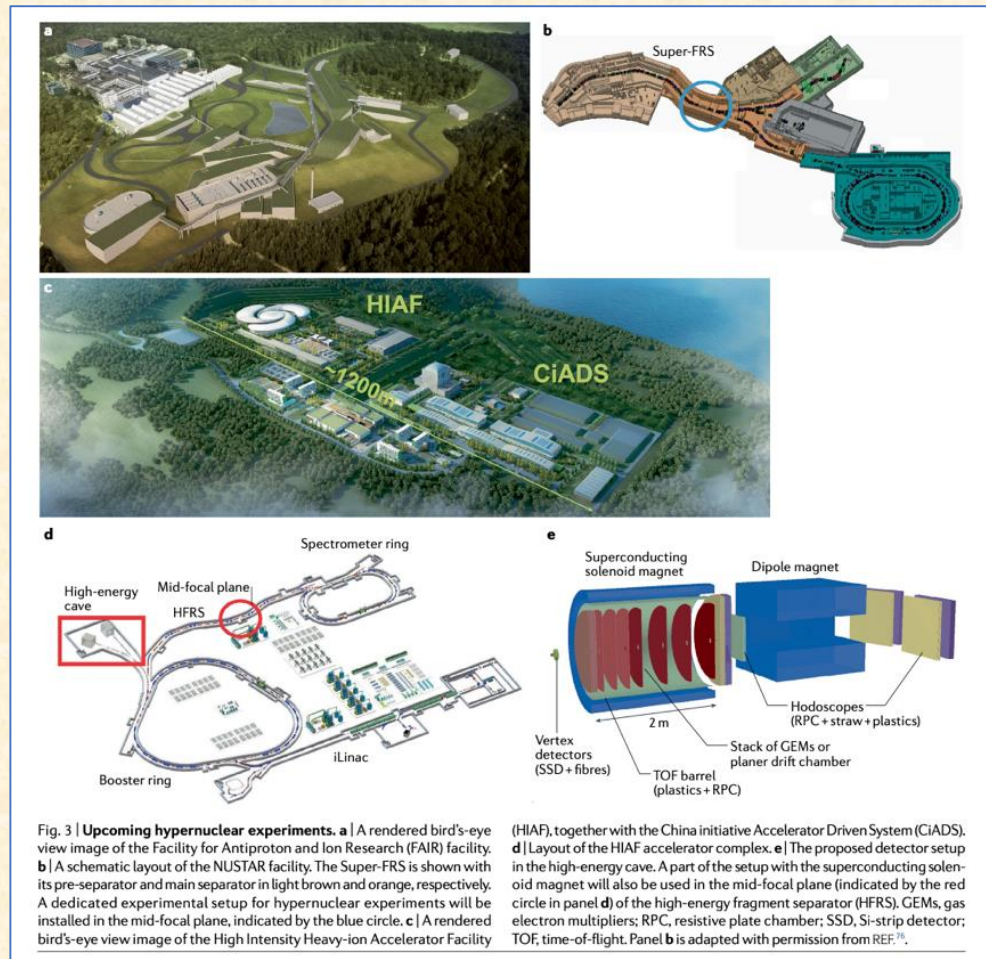 a
b
Super-FRS
c
HIAF
~1200m
CiADS
d
Spectrometer ring
Mid-focal plane
High-energy
cave
HFRS
Booster ring
iLinac
e
Superconducting
solenoid magnet
Dipole magnet
2 m
Hodoscopes
(RPC + straw + plastics)
Vertex
detectors
(SSD + fibres)
Stack of GEMs or
planer drift chamber
TOF barrel
(plastics + RPC)
Fig. 3 | Upcoming hypernuclear experiments. a | A rendered bird's-eye
view image of the Facility for Antiproton and Ion Research (FAIR) facility.
b | A schematic layout of the NUSTAR facility. The Super-FRS is shown with
its pre-separator and main separator in light brown and orange, respectively.
A dedicated experimental setup for hypernuclear experiments will be
installed in the mid-focal plane, indicated by the blue circle. c | A rendered
bird's-eye view image of the High Intensity Heavy-ion Accelerator Facility
(HIAF), together with the China initiative Accelerator Driven System (CiADS).
d | Layout of the HIAF accelerator complex. e | The proposed detector setup
in the high-energy cave. A part of the setup with the superconducting solen-
oid magnet will also be used in the mid-focal plane (indicated by the red
circle in panel d) of the high-energy fragment separator (HFRS). GEMs, gas
electron multipliers; RPC, resistive plate chamber; SSD, Si-strip detector;
TOF, time-of-flight. Panel b is adapted with permission from REF.76.